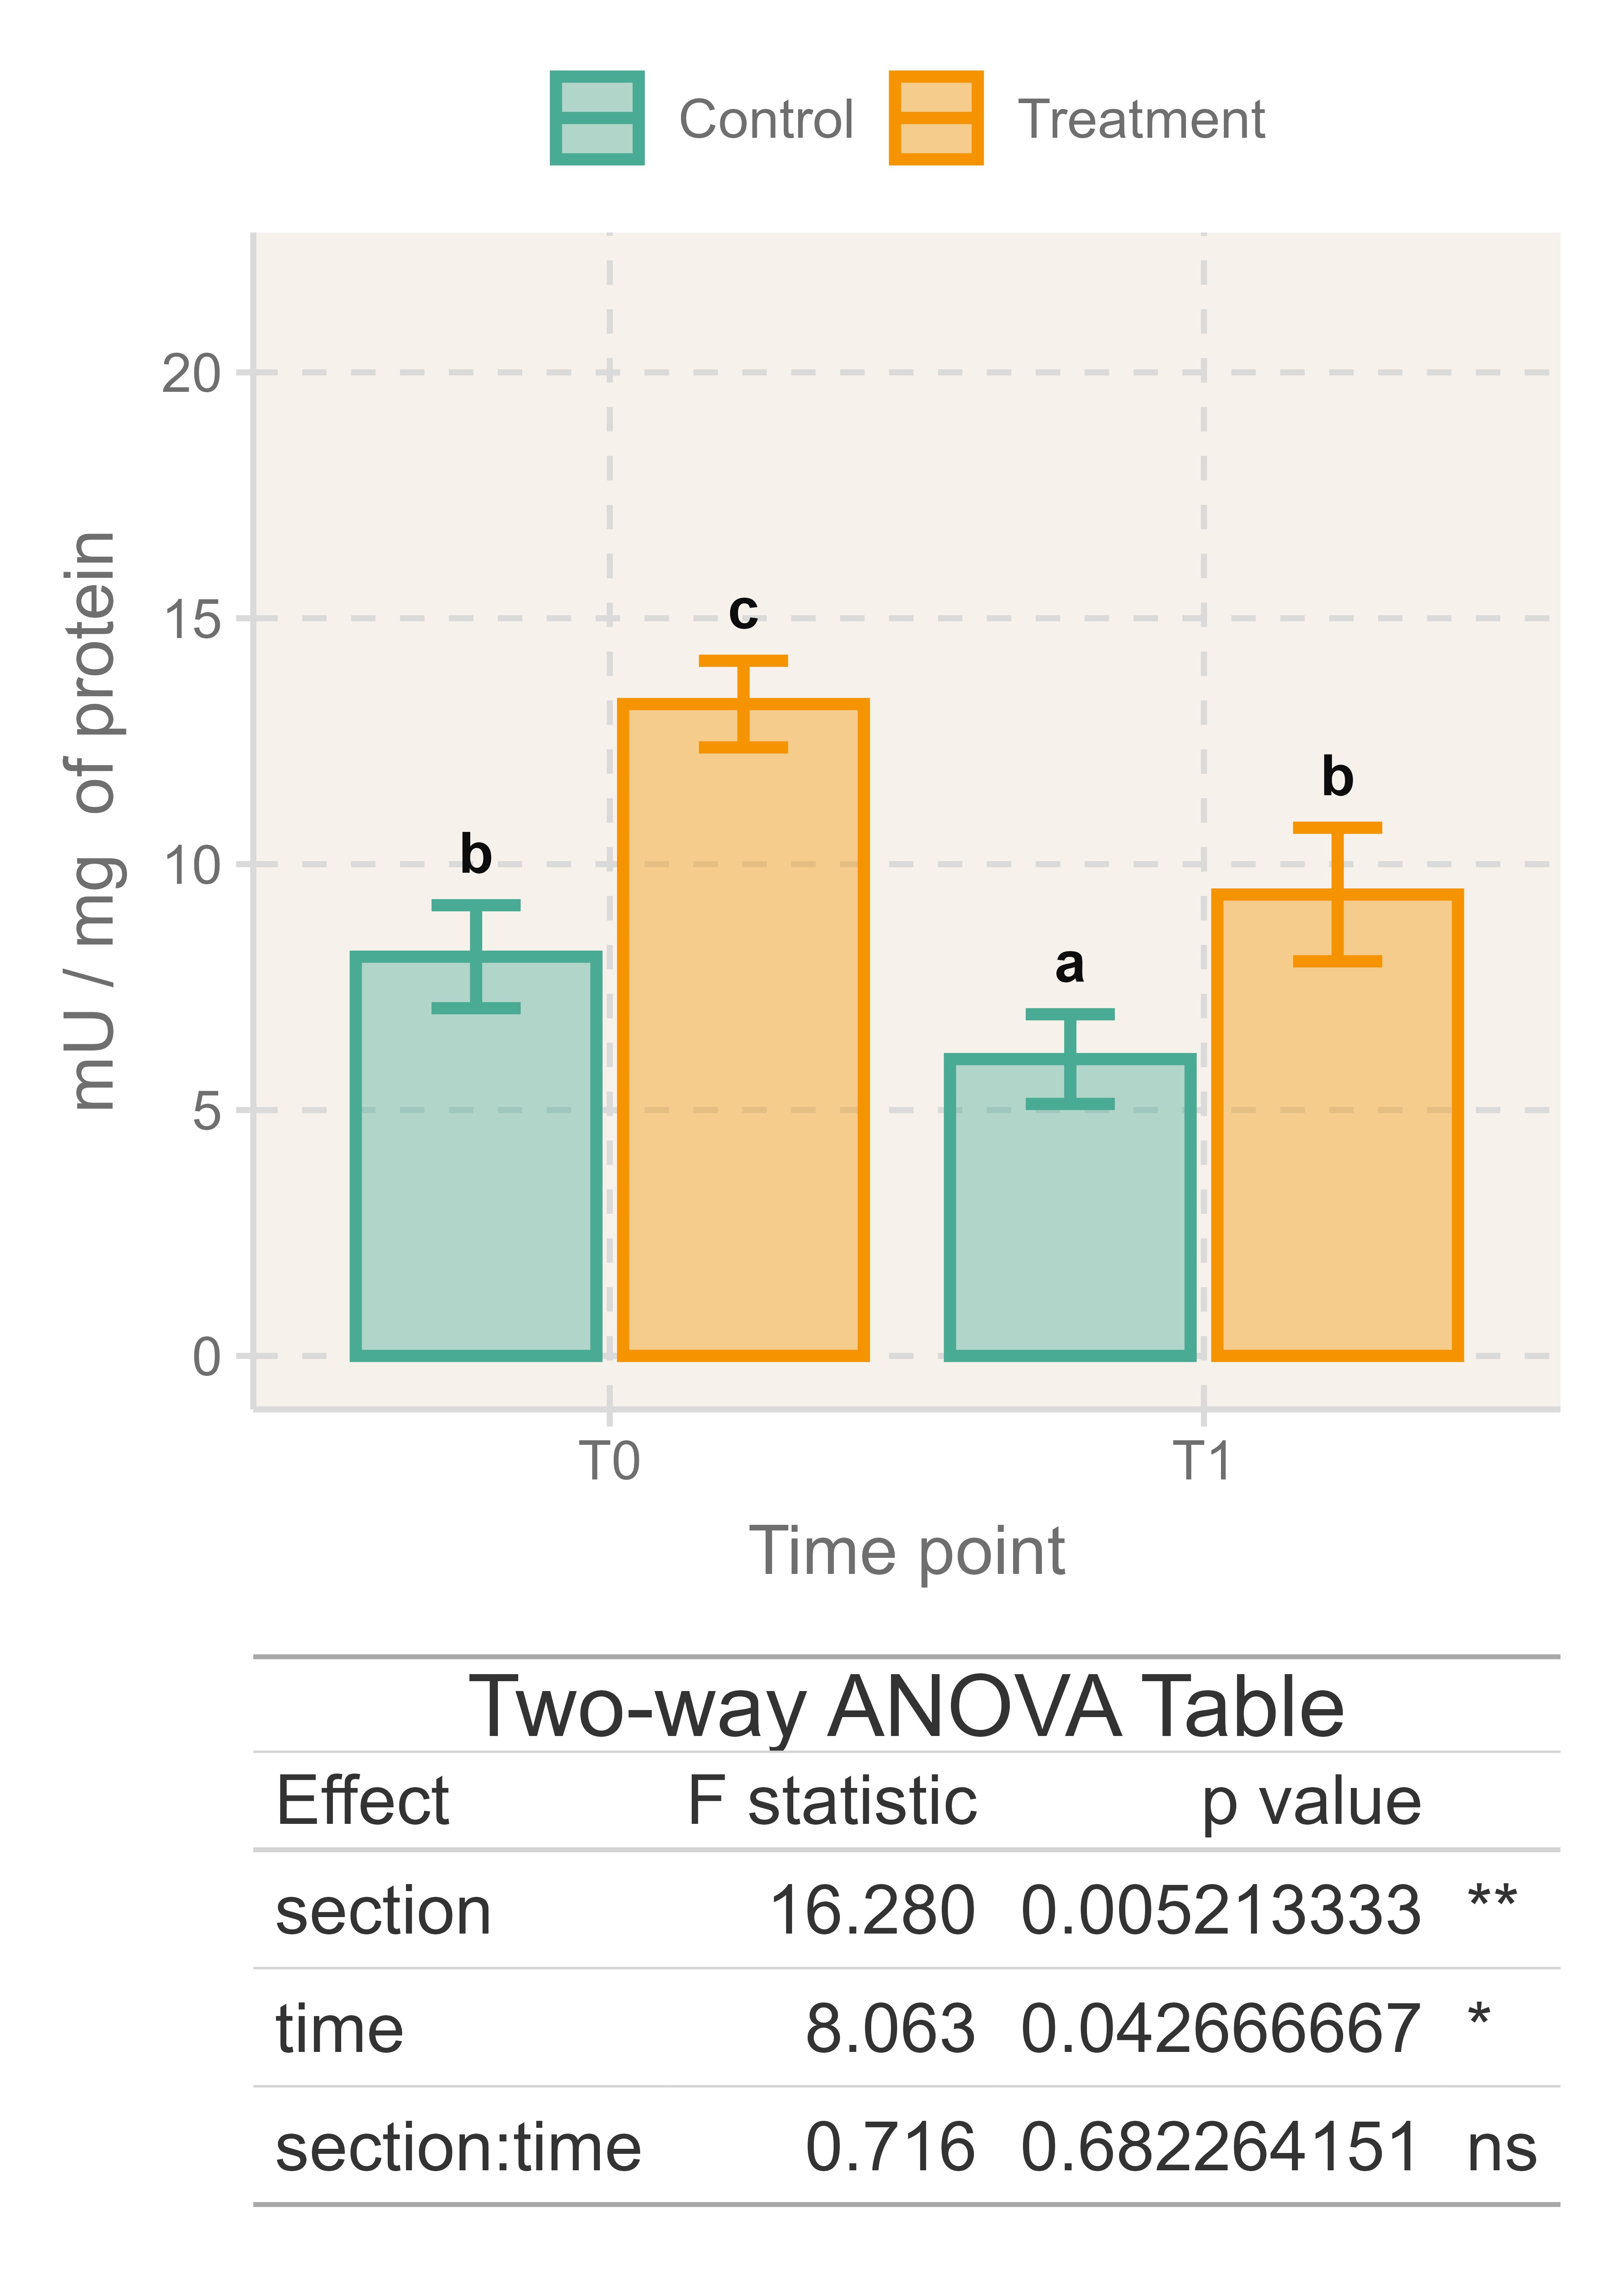 Control Treatment
mU / mg of protein
20
15
10
5
0
c
b
b
a
T0 T1
Time point
Two-way ANOVA Table
Effect F statistic p value
section 16.280 0.005213333 **
time 8.063 0.042666667 *
section:time 0.716 0.682264151 ns